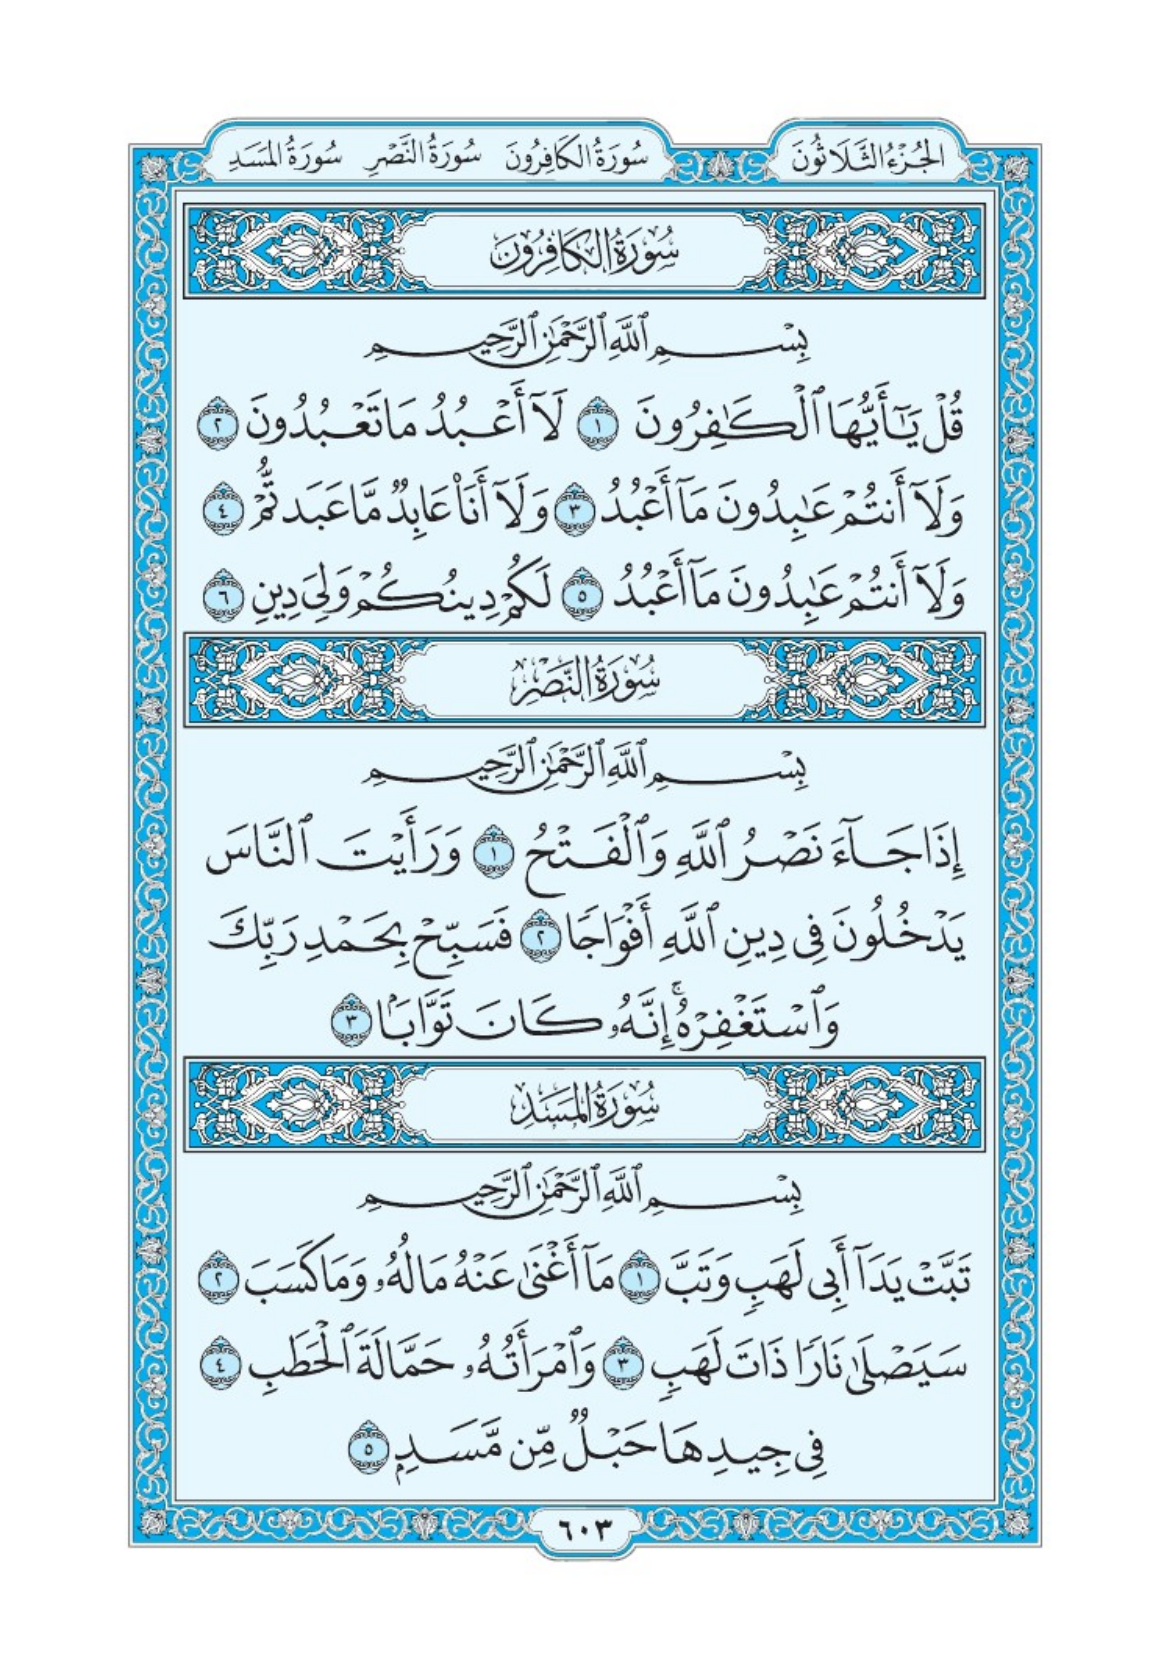 الجُزْءُ الثَّلَاثُونَ سُورَةُ الكَافِرُونَ سُورَةُ النَّصْرِ سُورَةُ المَسَدِ
سُورَةُ الكَافِرُونَ
بِسْمِ ٱللَّهِ ٱلرَّحْمَٰنِ ٱلرَّحِيمِ
قُلْ يَٰٓأَيُّهَا ٱلْكَٰفِرُونَ ١ لَآ أَعْبُدُ مَا تَعْبُدُونَ ٢
وَلَآ أَنتُمْ عَٰبِدُونَ مَآ أَعْبُدُ ٣ وَلَآ أَنَا۠ عَابِدٌ مَّا عَبَدتُّمْ ٤
وَلَآ أَنتُمْ عَٰبِدُونَ مَآ أَعْبُدُ ٥ لَكُمْ دِينُكُمْ وَلِيَ دِينِ ٦
سُورَةُ النَّصْرِ
بِسْمِ ٱللَّهِ ٱلرَّحْمَٰنِ ٱلرَّحِيمِ
إِذَا جَآءَ نَصْرُ ٱللَّهِ وَٱلْفَتْحُ ١ وَرَأَيْتَ ٱلنَّاسَ
يَدْخُلُونَ فِى دِينِ ٱللَّهِ أَفْوَاجًا ٢ فَسَبِّحْ بِحَمْدِ رَبِّكَ
وَٱسْتَغْفِرْهُ ۚ إِنَّهُۥ كَانَ تَوَّابًۢا ٣
سُورَةُ المَسَدِ
بِسْمِ ٱللَّهِ ٱلرَّحْمَٰنِ ٱلرَّحِيمِ
تَبَّتْ يَدَآ أَبِى لَهَبٍ وَتَبَّ ١ مَآ أَغْنَىٰ عَنْهُ مَالُهُۥ وَمَا كَسَبَ ٢
سَيَصْلَىٰ نَارًا ذَاتَ لَهَبٍ ٣ وَٱمْرَأَتُهُۥ حَمَّالَةَ ٱلْحَطَبِ ٤
فِى جِيدِهَا حَبْلٌ مِّن مَّسَدٍۭ ٥
٦٠٣